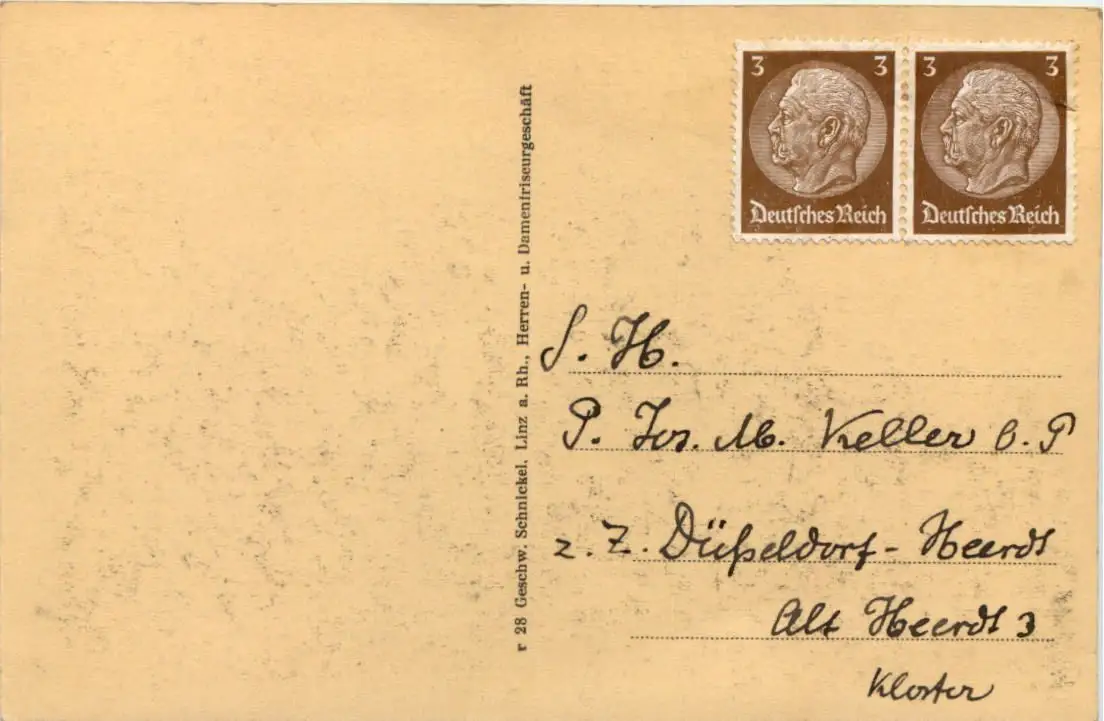 3 3
Deutsches Reich
3 3
Deutsches Reich
r 28 Geschw. Schnickel, Linz a. Rh., Herren- u. Damenfriseurgeschäft
S. H.
P. Jos. M. Keller O. P
z. Z. Düßeldorf - Heerdt
Alt Heerdt 3
Kloster